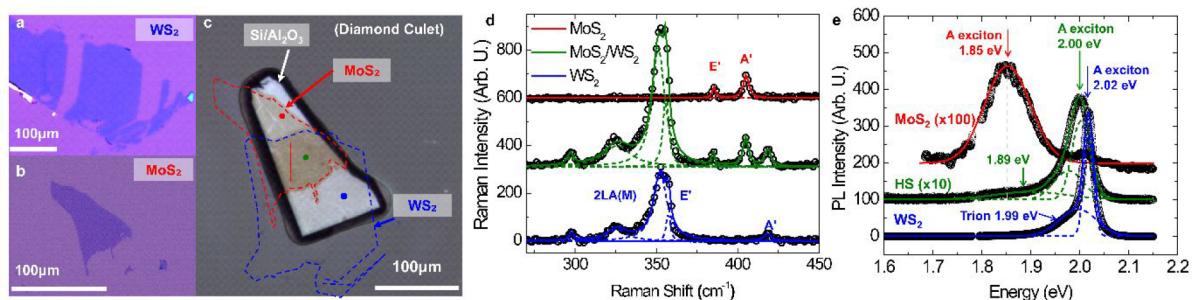 a
WS₂
100μm
b
MoS₂
100μm
c
Si/Al₂O₃
(Diamond Culet)
MoS₂
WS₂
100μm
d
Raman Intensity (Arb. U.)
900
600
300
0
MoS₂
MoS₂/WS₂
WS₂
E'
A'
2LA(M)
E'
A'
300
350
400
450
Raman Shift (cm⁻¹)
e
PL Intensity (Arb. U.)
600
500
400
300
200
100
0
A exciton
1.85 eV
A exciton
2.00 eV
A exciton
2.02 eV
MoS₂ (x100)
1.89 eV
HS (x10)
WS₂
Trion 1.99 eV
1.6
1.7
1.8
1.9
2.0
2.1
2.2
Energy (eV)